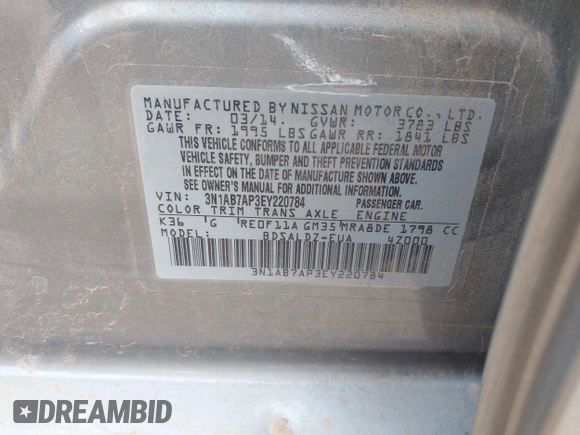 MANUFACTURED BY NISSAN MOTOR CO., LTD.
DATE: 03/14. GVWR: 3783 LBS
GAWR FR: 1995 LBS GAWR RR: 1841 LBS
THIS VEHICLE CONFORMS TO ALL APPLICABLE FEDERAL MOTOR
VEHICLE SAFETY, BUMPER AND THEFT PREVENTION STANDARDS
IN EFFECT ON THE DATE OF MANUFACTURE SHOWN ABOVE.
SEE OWNER'S MANUAL FOR ADDITIONAL INFORMATION.
VIN: 3N1AB7AP3EY220784 PASSENGER CAR.
COLOR TRIM TRANS AXLE ENGINE
K36 G RE0F11A GM35 MRA8DE 1798 CC
MODEL: BDSALDZ-EUA 4Z000
3N1AB7AP3EY220784
DREAMBID